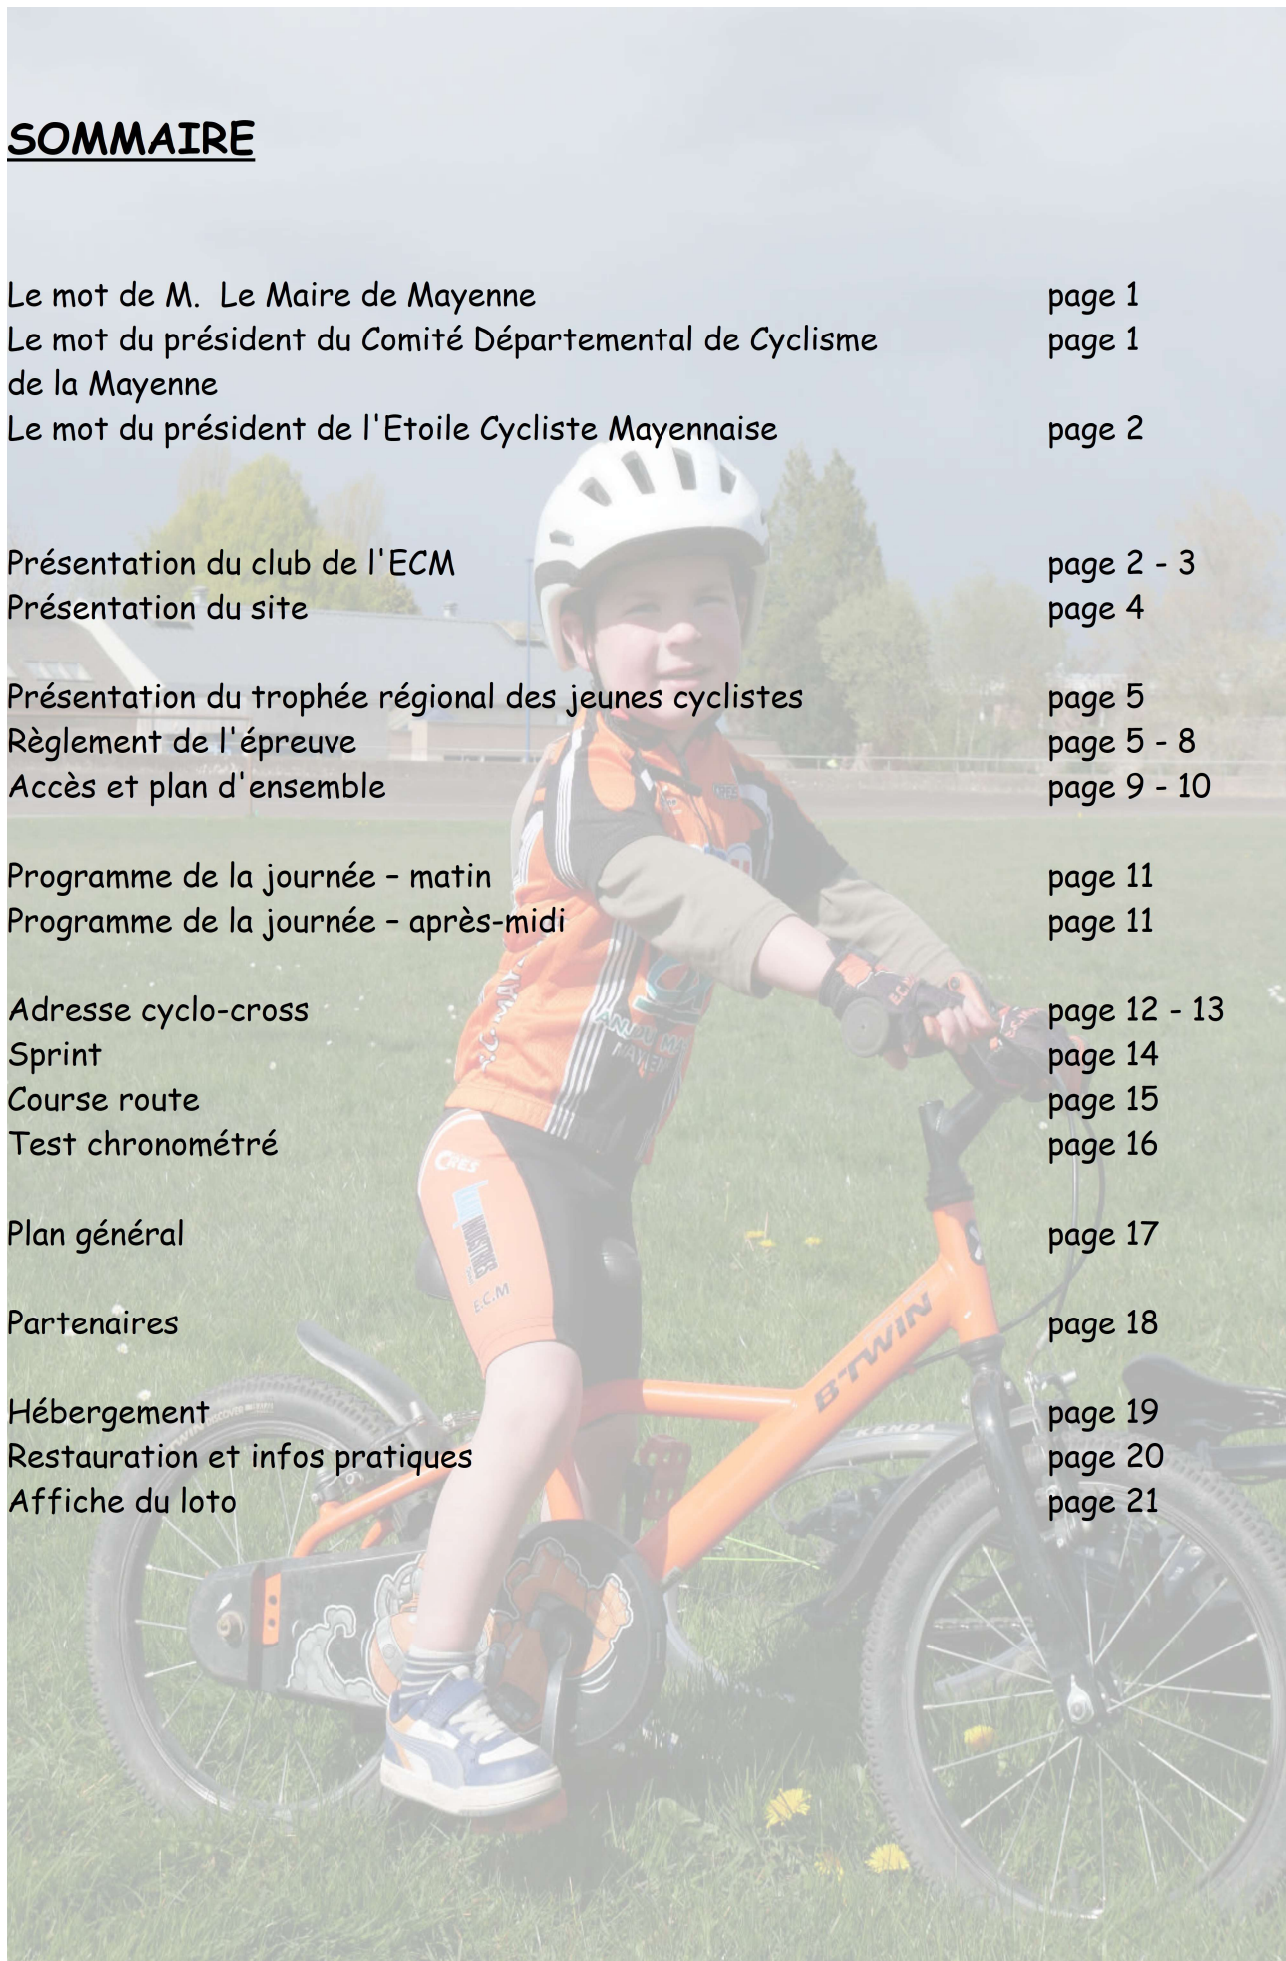 SOMMAIRE
Le mot de M.  Le Maire de Mayenne page 1
Le mot du président du Comité Départemental de Cyclisme page 1
de la Mayenne
Le mot du président de l'Etoile Cycliste Mayennaise page 2
Présentation du club de l'ECM page 2 - 3
Présentation du site page 4
Présentation du trophée régional des jeunes cyclistes page 5
Règlement de l'épreuve page 5 - 8
Accès et plan d'ensemble page 9 - 10
Programme de la journée – matin page 11
Programme de la journée – après-midi page 11
Adresse cyclo-cross page 12 - 13
Sprint page 14
Course route page 15
Test chronométré page 16
Plan général page 17
Partenaires page 18
Hébergement page 19
Restauration et infos pratiques page 20
Affiche du loto page 21
CRES
INDUSTRIES
E.C.M
B-TWIN
KENDA